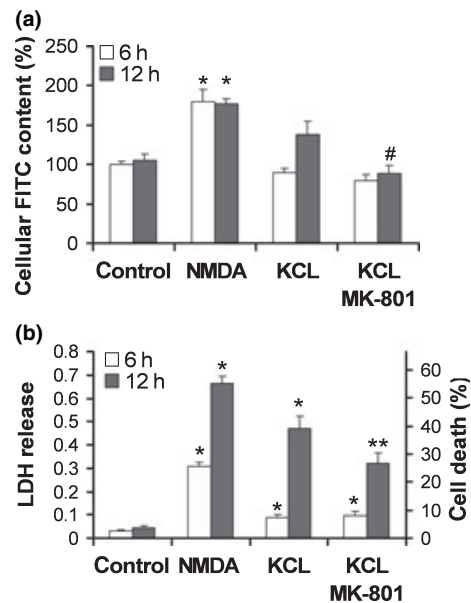 (a)
Cellular FITC content (%)
250
200
150
100
50
0
6 h
12 h
* *
#
Control NMDA KCL KCL
MK-801
(b)
LDH release
0.8
0.7
0.6
0.5
0.4
0.3
0.2
0.1
0
6 h
12 h
*
*
*
*
*
**
60
50
40
30
20
10
0
Cell death (%)
Control NMDA KCL KCL
MK-801